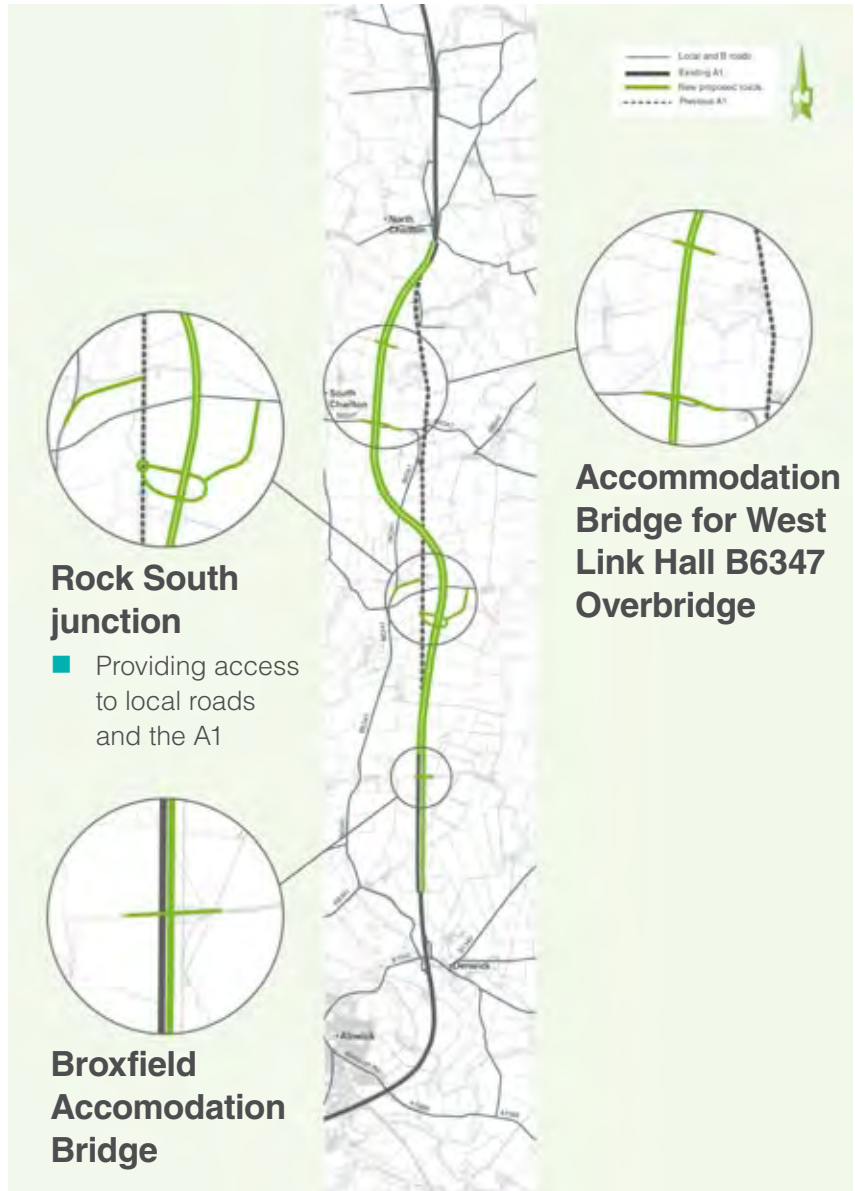 Local and B roads
Existing A1
New proposed roads
Previous A1
N
North
Charlton
South
Charlton
Rock South
junction
Providing access
to local roads
and the A1
Accommodation
Bridge for West
Link Hall B6347
Overbridge
Broxfield
Accomodation
Bridge
Denwick
Alnwick